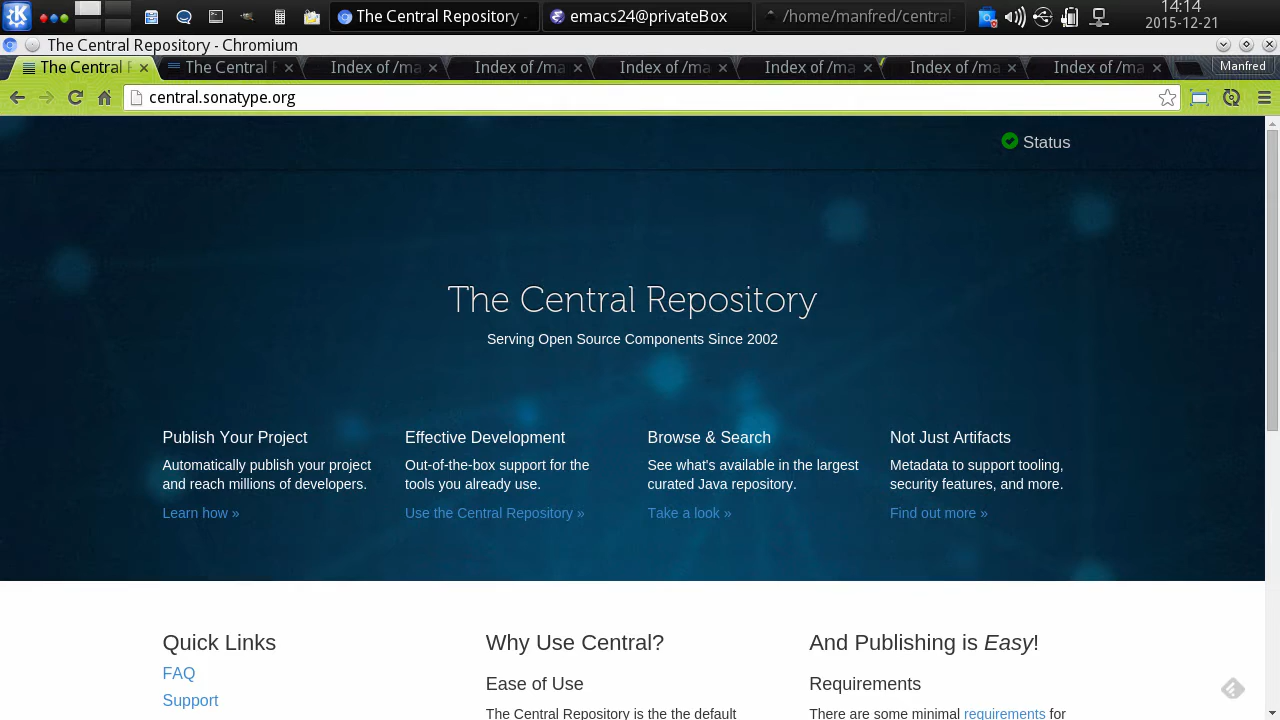 The Central Repository -
emacs24@privateBox
/home/manfred/central-
14:14
2015-12-21
The Central Repository - Chromium
The Central
The Central
Index of /ma
Index of /ma
Index of /ma
Index of /ma
Index of /ma
Index of /ma
Manfred
central.sonatype.org
Status
The Central Repository
Serving Open Source Components Since 2002
Publish Your Project
Automatically publish your project
and reach millions of developers.
Learn how »
Effective Development
Out-of-the-box support for the
tools you already use.
Use the Central Repository »
Browse & Search
See what's available in the largest
curated Java repository.
Take a look »
Not Just Artifacts
Metadata to support tooling,
security features, and more.
Find out more »
Quick Links
FAQ
Support
Why Use Central?
Ease of Use
The Central Repository is the the default
And Publishing is Easy!
Requirements
There are some minimal requirements for